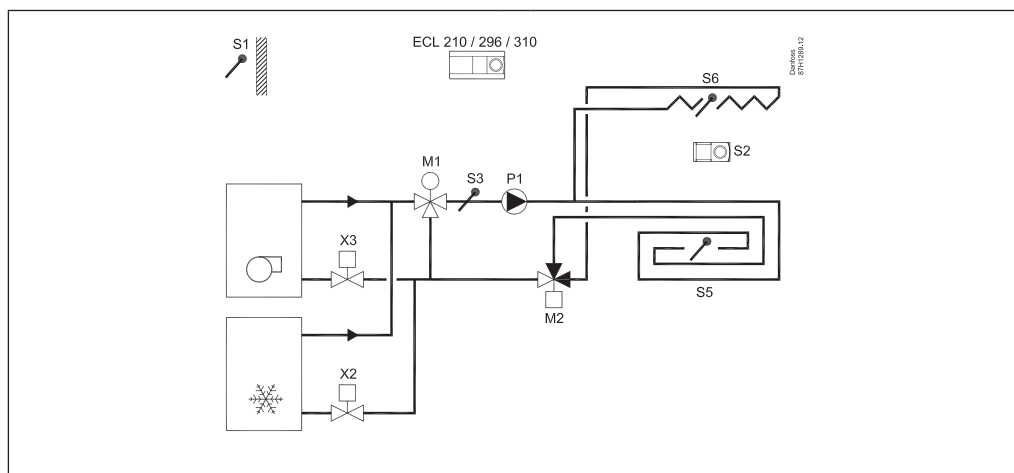 S1
ECL 210 / 296 / 310
Danfoss
87H1289.12
S6
S2
M1
S3
P1
X3
S5
M2
X2